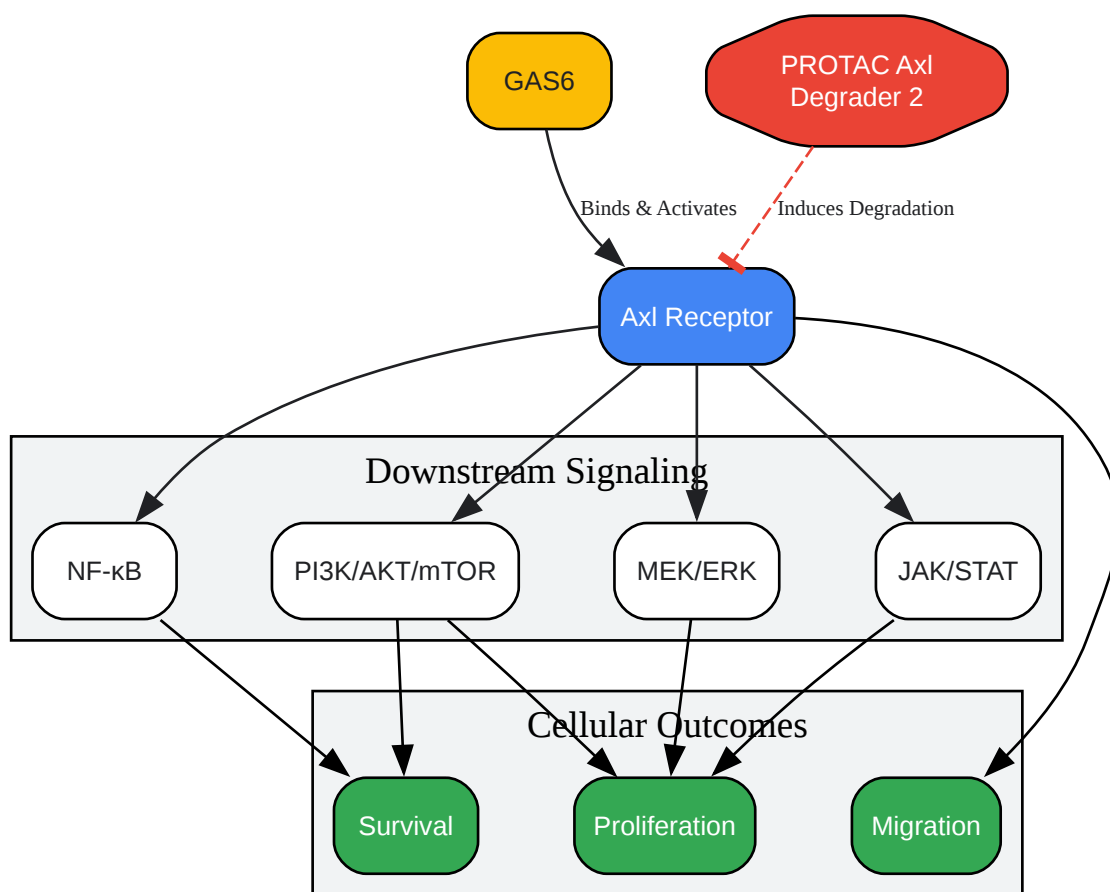 GAS6
PROTAC Axl
Degrader 2
Binds & Activates
Induces Degradation
Axl Receptor
Downstream Signaling
NF-κB
PI3K/AKT/mTOR
MEK/ERK
JAK/STAT
Cellular Outcomes
Survival
Proliferation
Migration